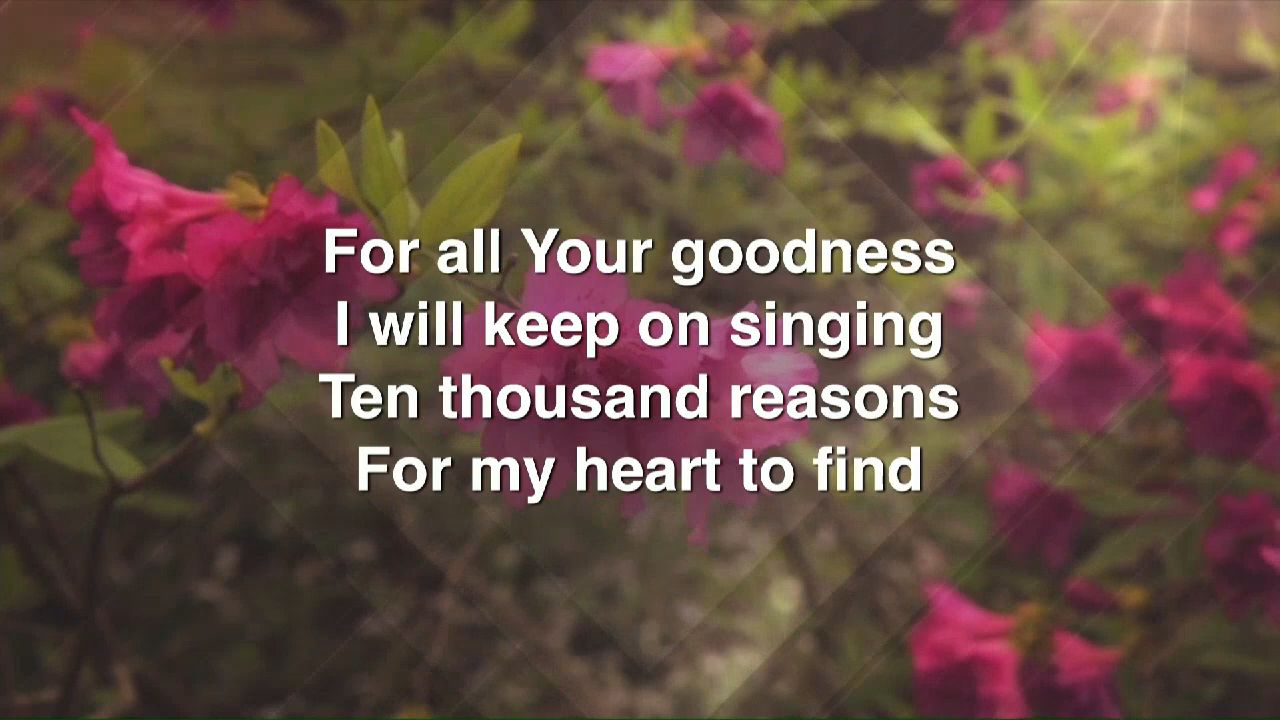 For all Your goodness
I will keep on singing
Ten thousand reasons
For my heart to find